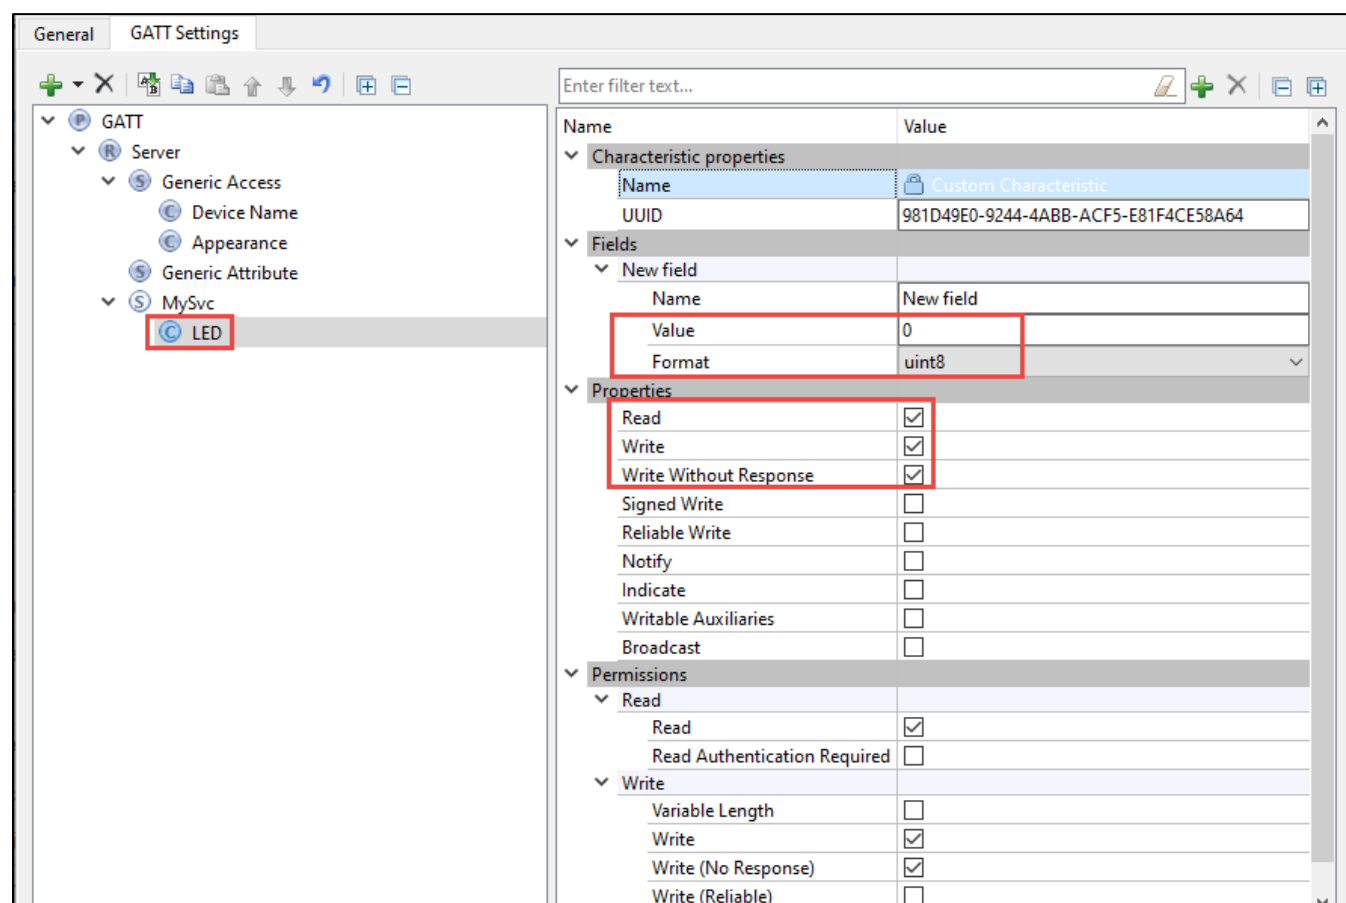 General GATT Settings
Enter filter text...
GATT
Server
Generic Access
Device Name
Appearance
Generic Attribute
MySvc
LED
Name Value
Characteristic properties
Name Custom Characteristic
UUID 981D49E0-9244-4ABB-ACF5-E81F4CE58A64
Fields
New field
Name New field
Value 0
Format uint8
Properties
Read
Write
Write Without Response
Signed Write
Reliable Write
Notify
Indicate
Writable Auxiliaries
Broadcast
Permissions
Read
Read
Read Authentication Required
Write
Variable Length
Write
Write (No Response)
Write (Reliable)